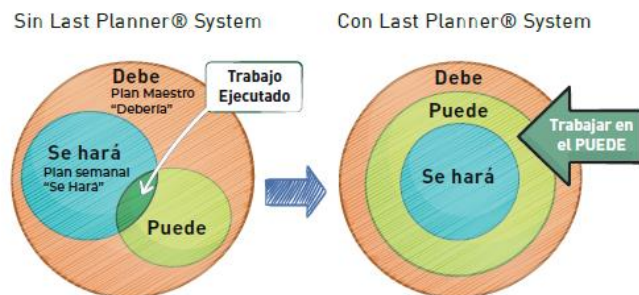 Sin Last Planner® System
Debe
Plan Maestro
“Debería”
Trabajo
Ejecutado
Se hará
Plan semanal
“Se Hará”
Puede
Con Last Planner® System
Debe
Puede
Se hará
Trabajar en
el PUEDE